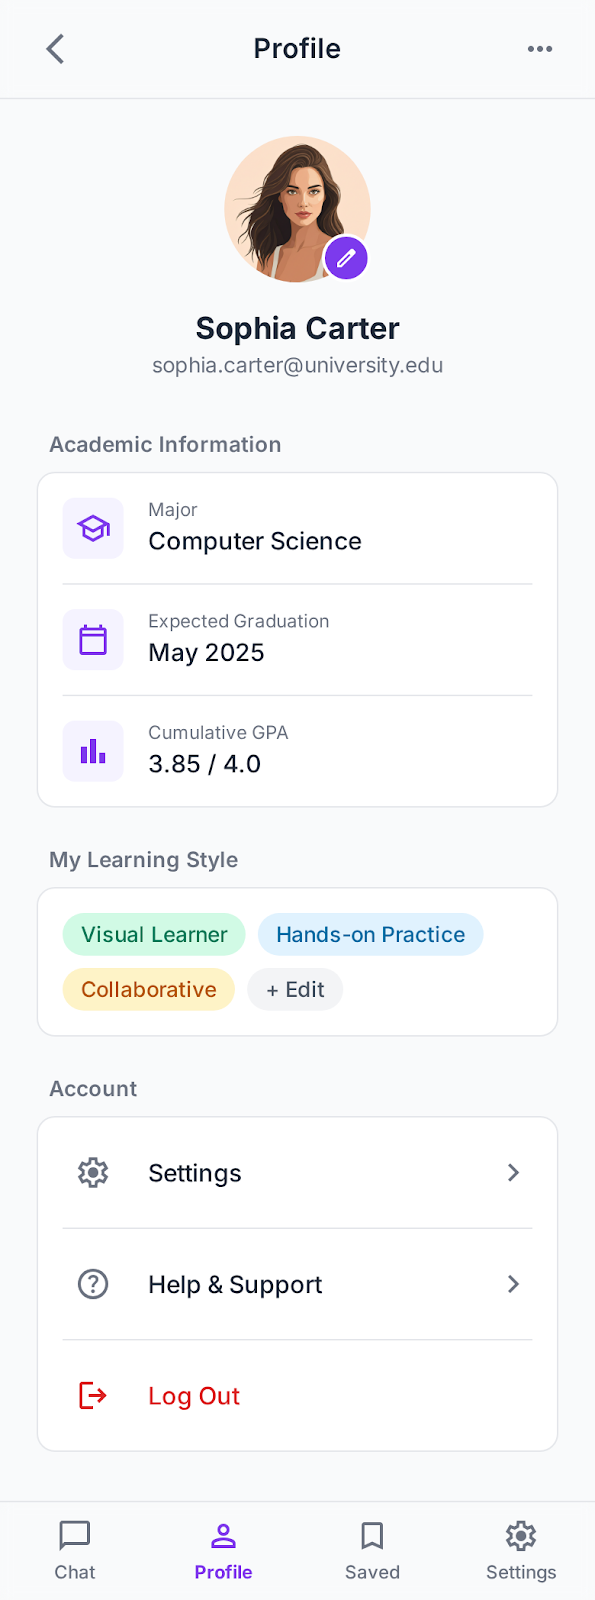 Profile
Sophia Carter
sophia.carter@university.edu
Academic Information
Major
Computer Science
Expected Graduation
May 2025
Cumulative GPA
3.85 / 4.0
My Learning Style
Visual Learner
Hands-on Practice
Collaborative
+ Edit
Account
Settings
Help & Support
Log Out
Chat
Profile
Saved
Settings